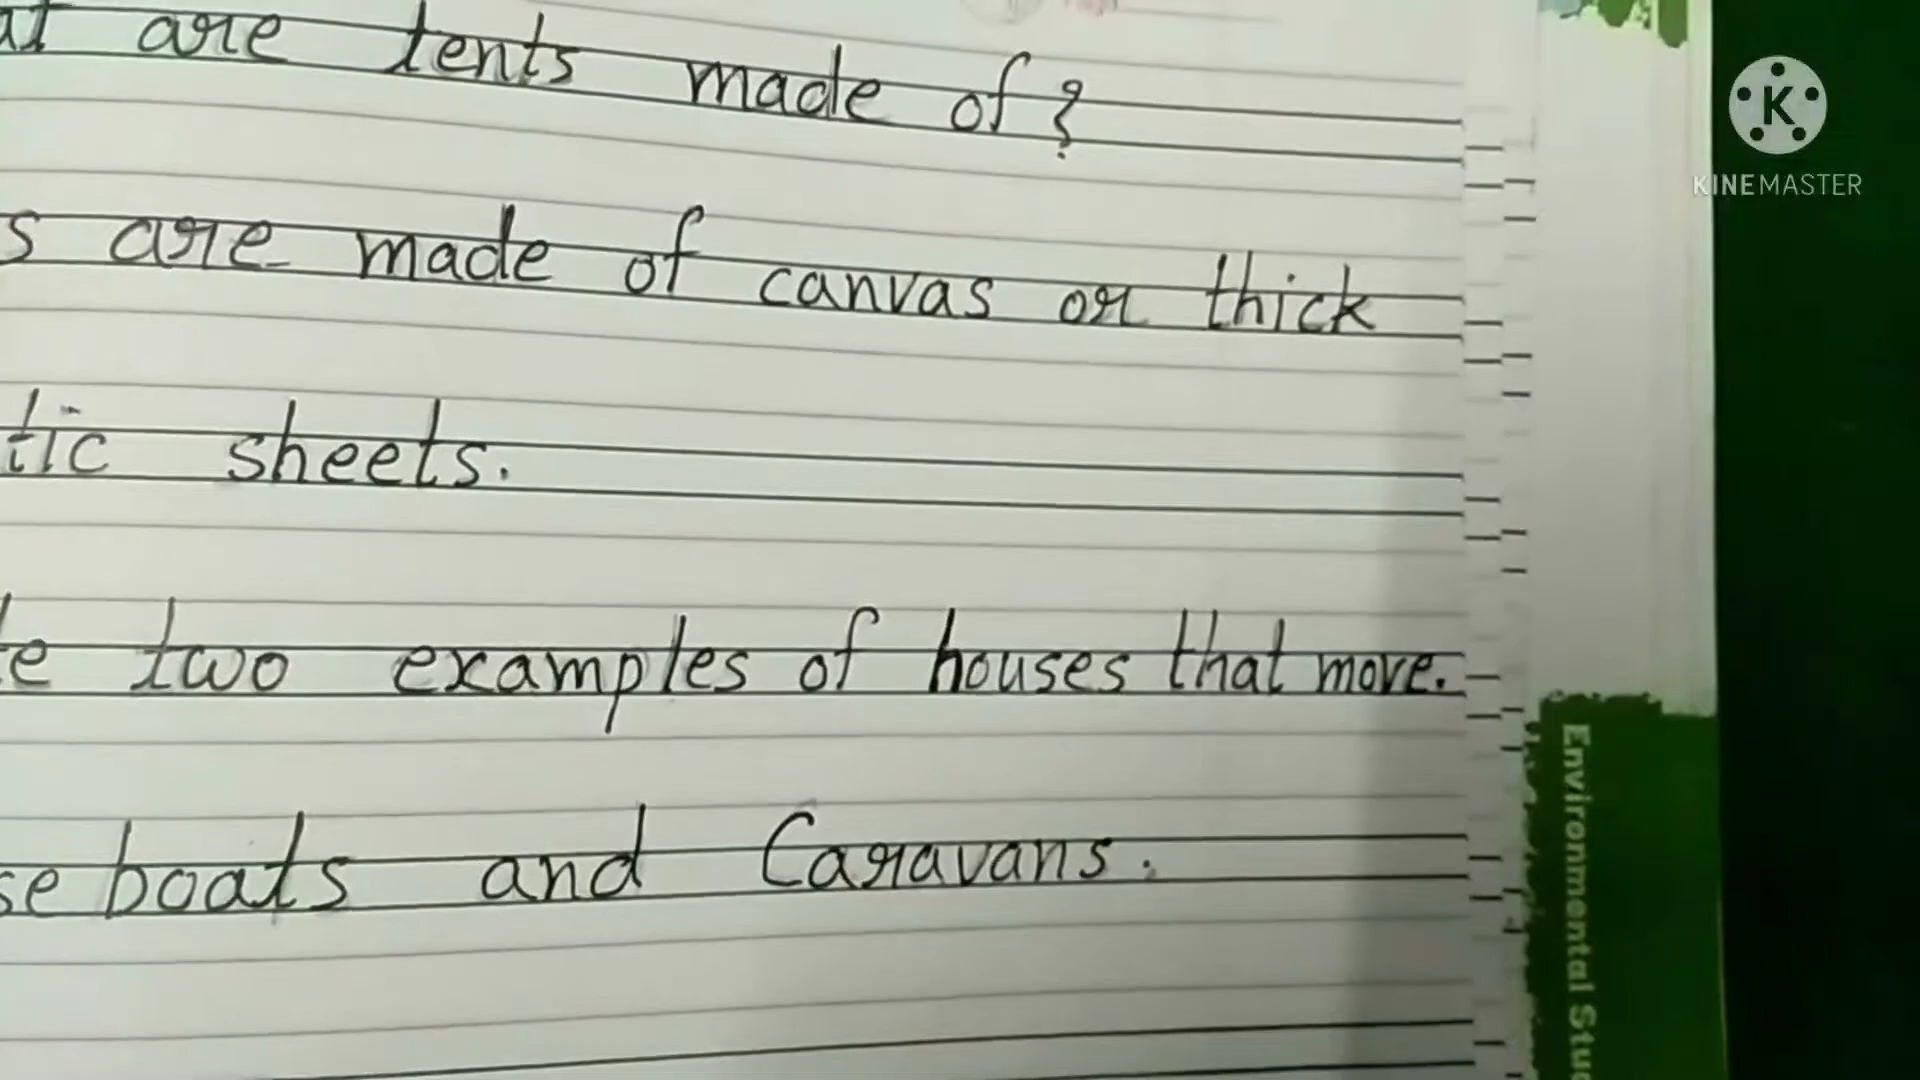 are tents made of?
are made of canvas or thick
sheets.
two examples of houses that move.
boats and Caravans.
K
KINEMASTER
Environmental